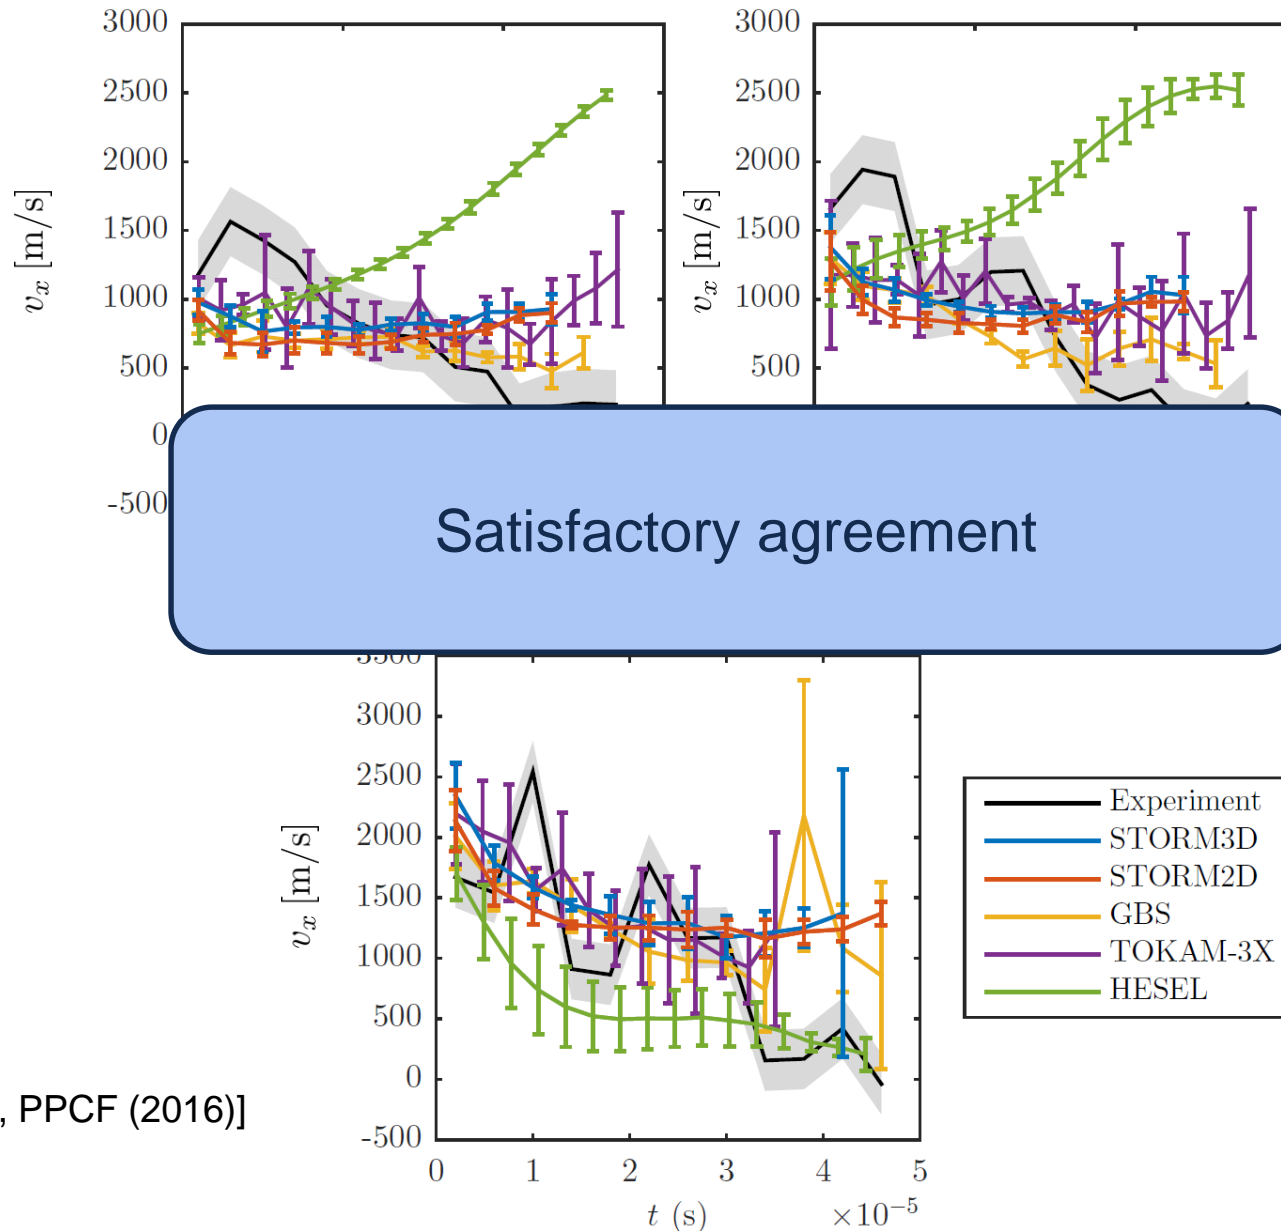 3000 3000
2500 2500
2000 2000
1500 1500
1000 1000
500 500
0
-500
v_x [m/s] v_x [m/s]
Satisfactory agreement
3500
3000
2500
2000
1500
1000
500
0
-500
v_x [m/s]
0 1 2 3 4 5
t (s) ×10⁻⁵
Experiment
STORM3D
STORM2D
GBS
TOKAM-3X
HESEL
, PPCF (2016)]